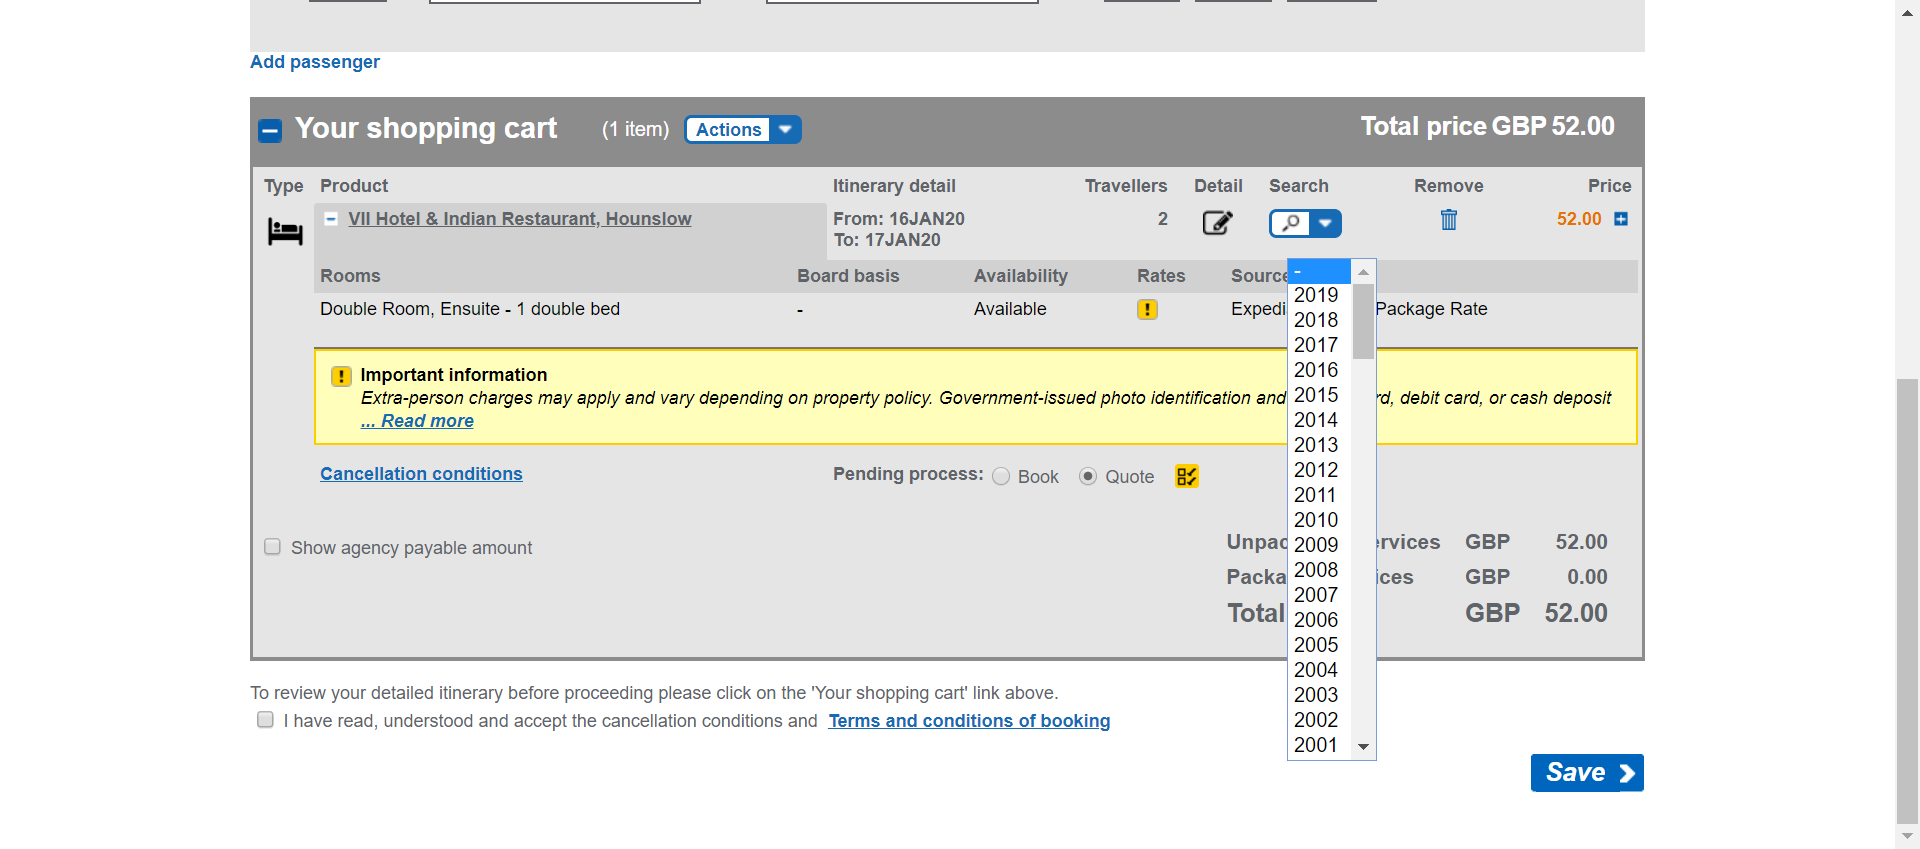 Add passenger
Your shopping cart (1 item) Actions Total price GBP 52.00
Type Product Itinerary detail Travellers Detail Search Remove Price
VII Hotel & Indian Restaurant, Hounslow From: 16JAN20 2 52.00
To: 17JAN20
Rooms Board basis Availability Rates Source
Double Room, Ensuite - 1 double bed - Available Package Rate
Important information
Extra-person charges may apply and vary depending on property policy. Government-issued photo identification and debit card, or cash deposit
... Read more
Cancellation conditions Pending process: Book Quote
Show agency payable amount
GBP 52.00
GBP 0.00
Total GBP 52.00
-
2019
2018
2017
2016
2015
2014
2013
2012
2011
2010
2009
2008
2007
2006
2005
2004
2003
2002
2001
To review your detailed itinerary before proceeding please click on the 'Your shopping cart' link above.
I have read, understood and accept the cancellation conditions and Terms and conditions of booking
Save